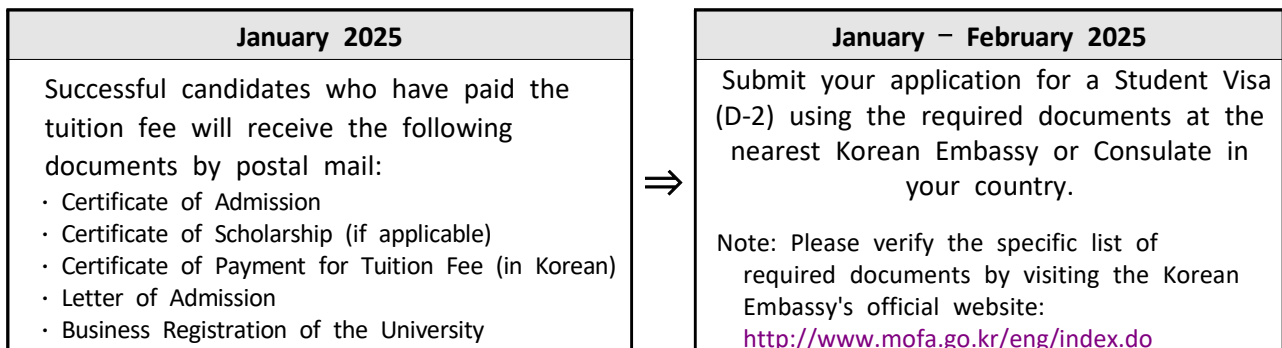 January 2025
Successful candidates who have paid the
tuition fee will receive the following
documents by postal mail:
· Certificate of Admission
· Certificate of Scholarship (if applicable)
· Certificate of Payment for Tuition Fee (in Korean)
· Letter of Admission
· Business Registration of the University
⇒
January – February 2025
Submit your application for a Student Visa
(D-2) using the required documents at the
nearest Korean Embassy or Consulate in
your country.
Note: Please verify the specific list of
required documents by visiting the Korean
Embassy's official website:
http://www.mofa.go.kr/eng/index.do